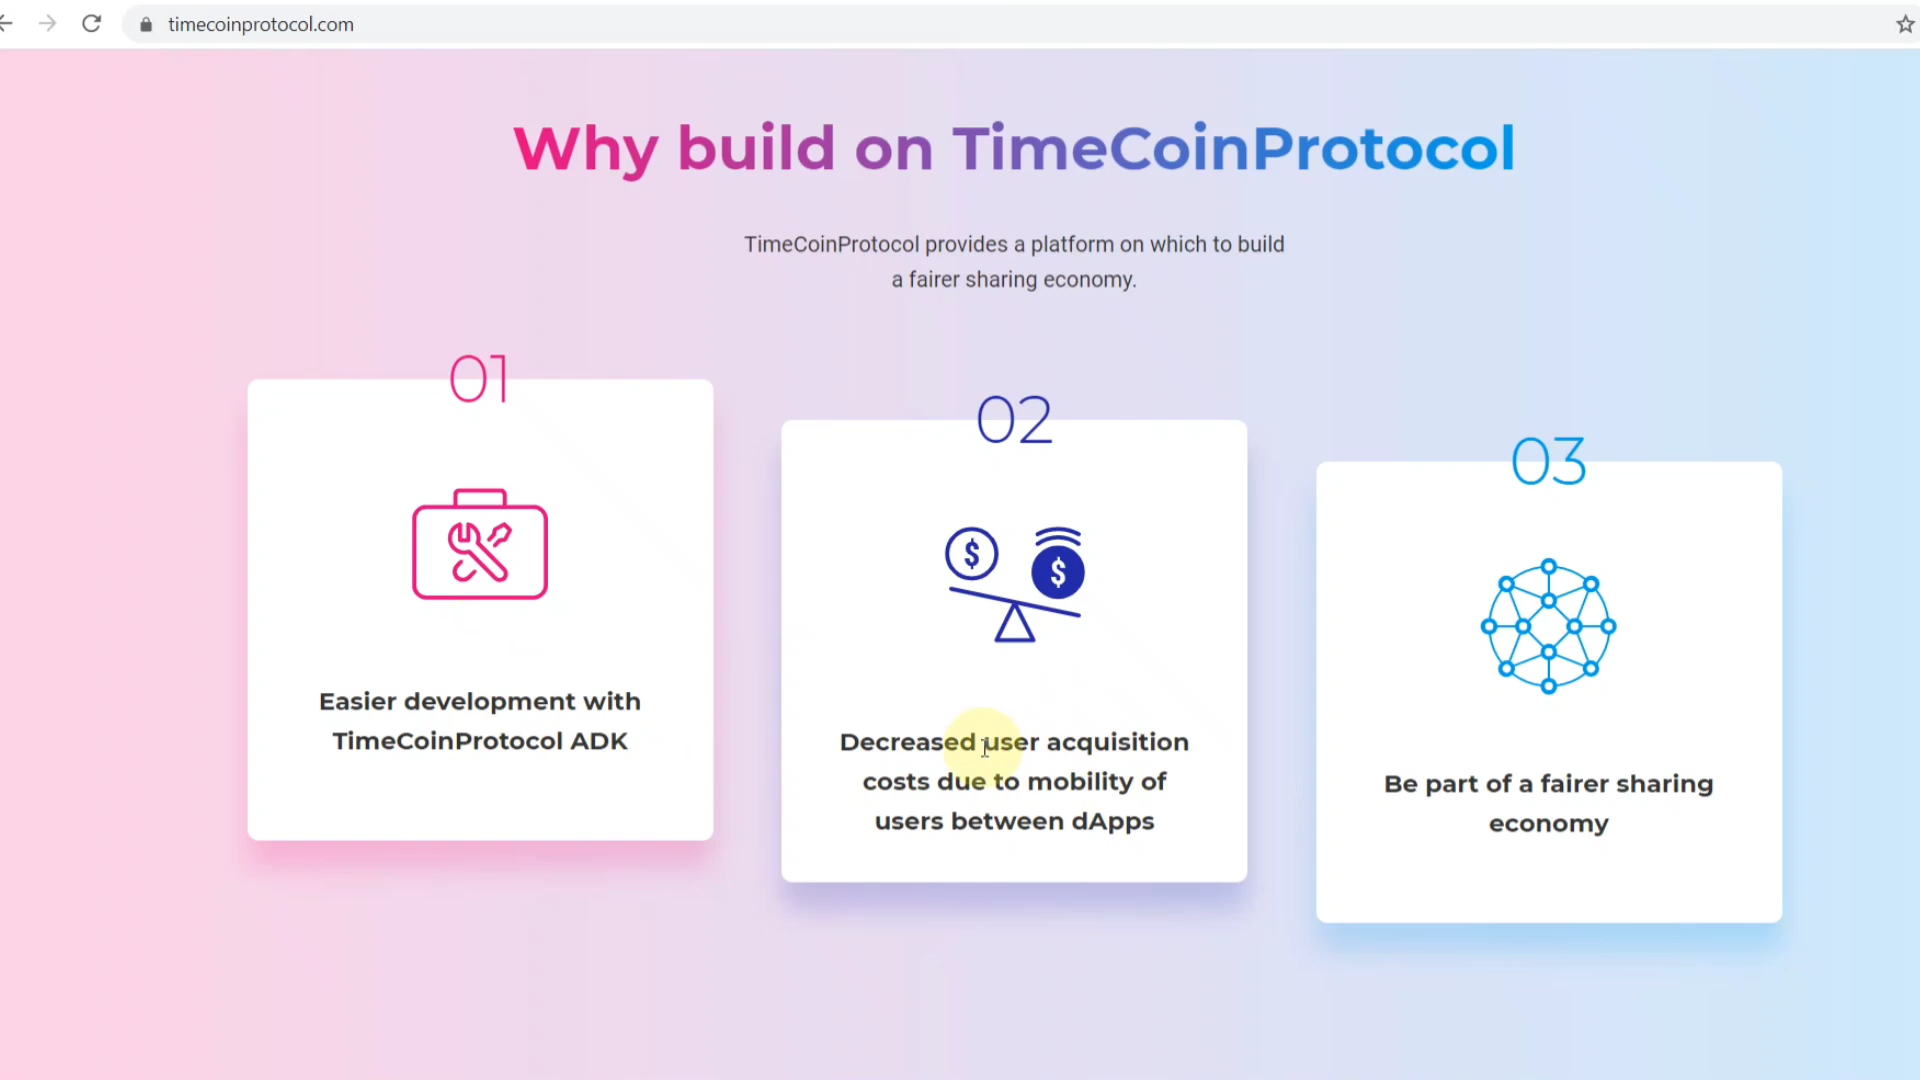 timecoinprotocol.com
Why build on TimeCoinProtocol
TimeCoinProtocol provides a platform on which to build
a fairer sharing economy.
01
Easier development with
TimeCoinProtocol ADK
02
$ $
Decreased user acquisition
costs due to mobility of
users between dApps
03
Be part of a fairer sharing
economy